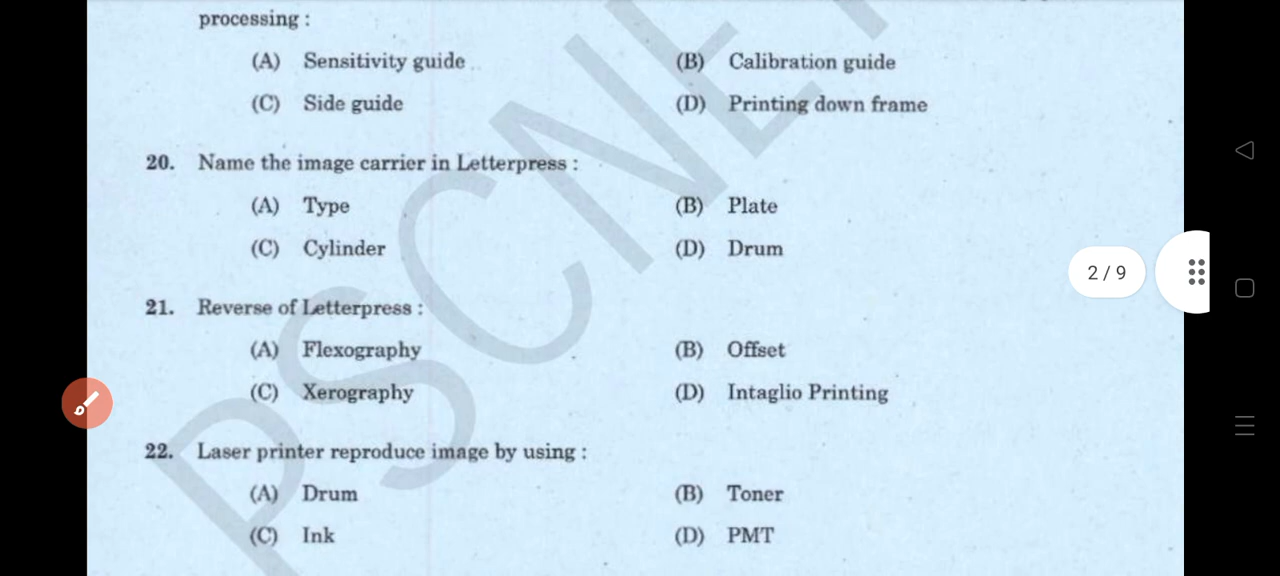 processing :
(A) Sensitivity guide (B) Calibration guide
(C) Side guide (D) Printing down frame
20. Name the image carrier in Letterpress :
(A) Type (B) Plate
(C) Cylinder (D) Drum
21. Reverse of Letterpress :
(A) Flexography (B) Offset
(C) Xerography (D) Intaglio Printing
22. Laser printer reproduce image by using :
(A) Drum (B) Toner
(C) Ink (D) PMT
2 / 9
PSCNET